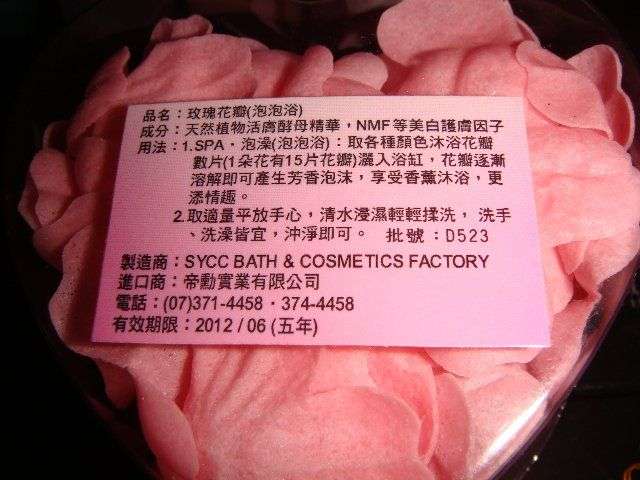 品名：玫瑰花瓣(泡泡浴)
成分：天然植物活膚酵母精華，NMF等美白護膚因子
用法：1.SPA．泡澡(泡泡浴)：取各種顏色沐浴花瓣
數片(1朵花有15片花瓣)灑入浴缸，花瓣逐漸
溶解即可產生芳香泡沫，享受香薰沐浴，更
添情趣。
2.取適量平放手心，清水浸濕輕輕揉洗， 洗手
、洗澡皆宜，沖淨即可。 批號：D523
製造商：SYCC BATH & COSMETICS FACTORY
進口商：帝勳實業有限公司
電話：(07)371-4458．374-4458
有效期限：2012 / 06 (五年)